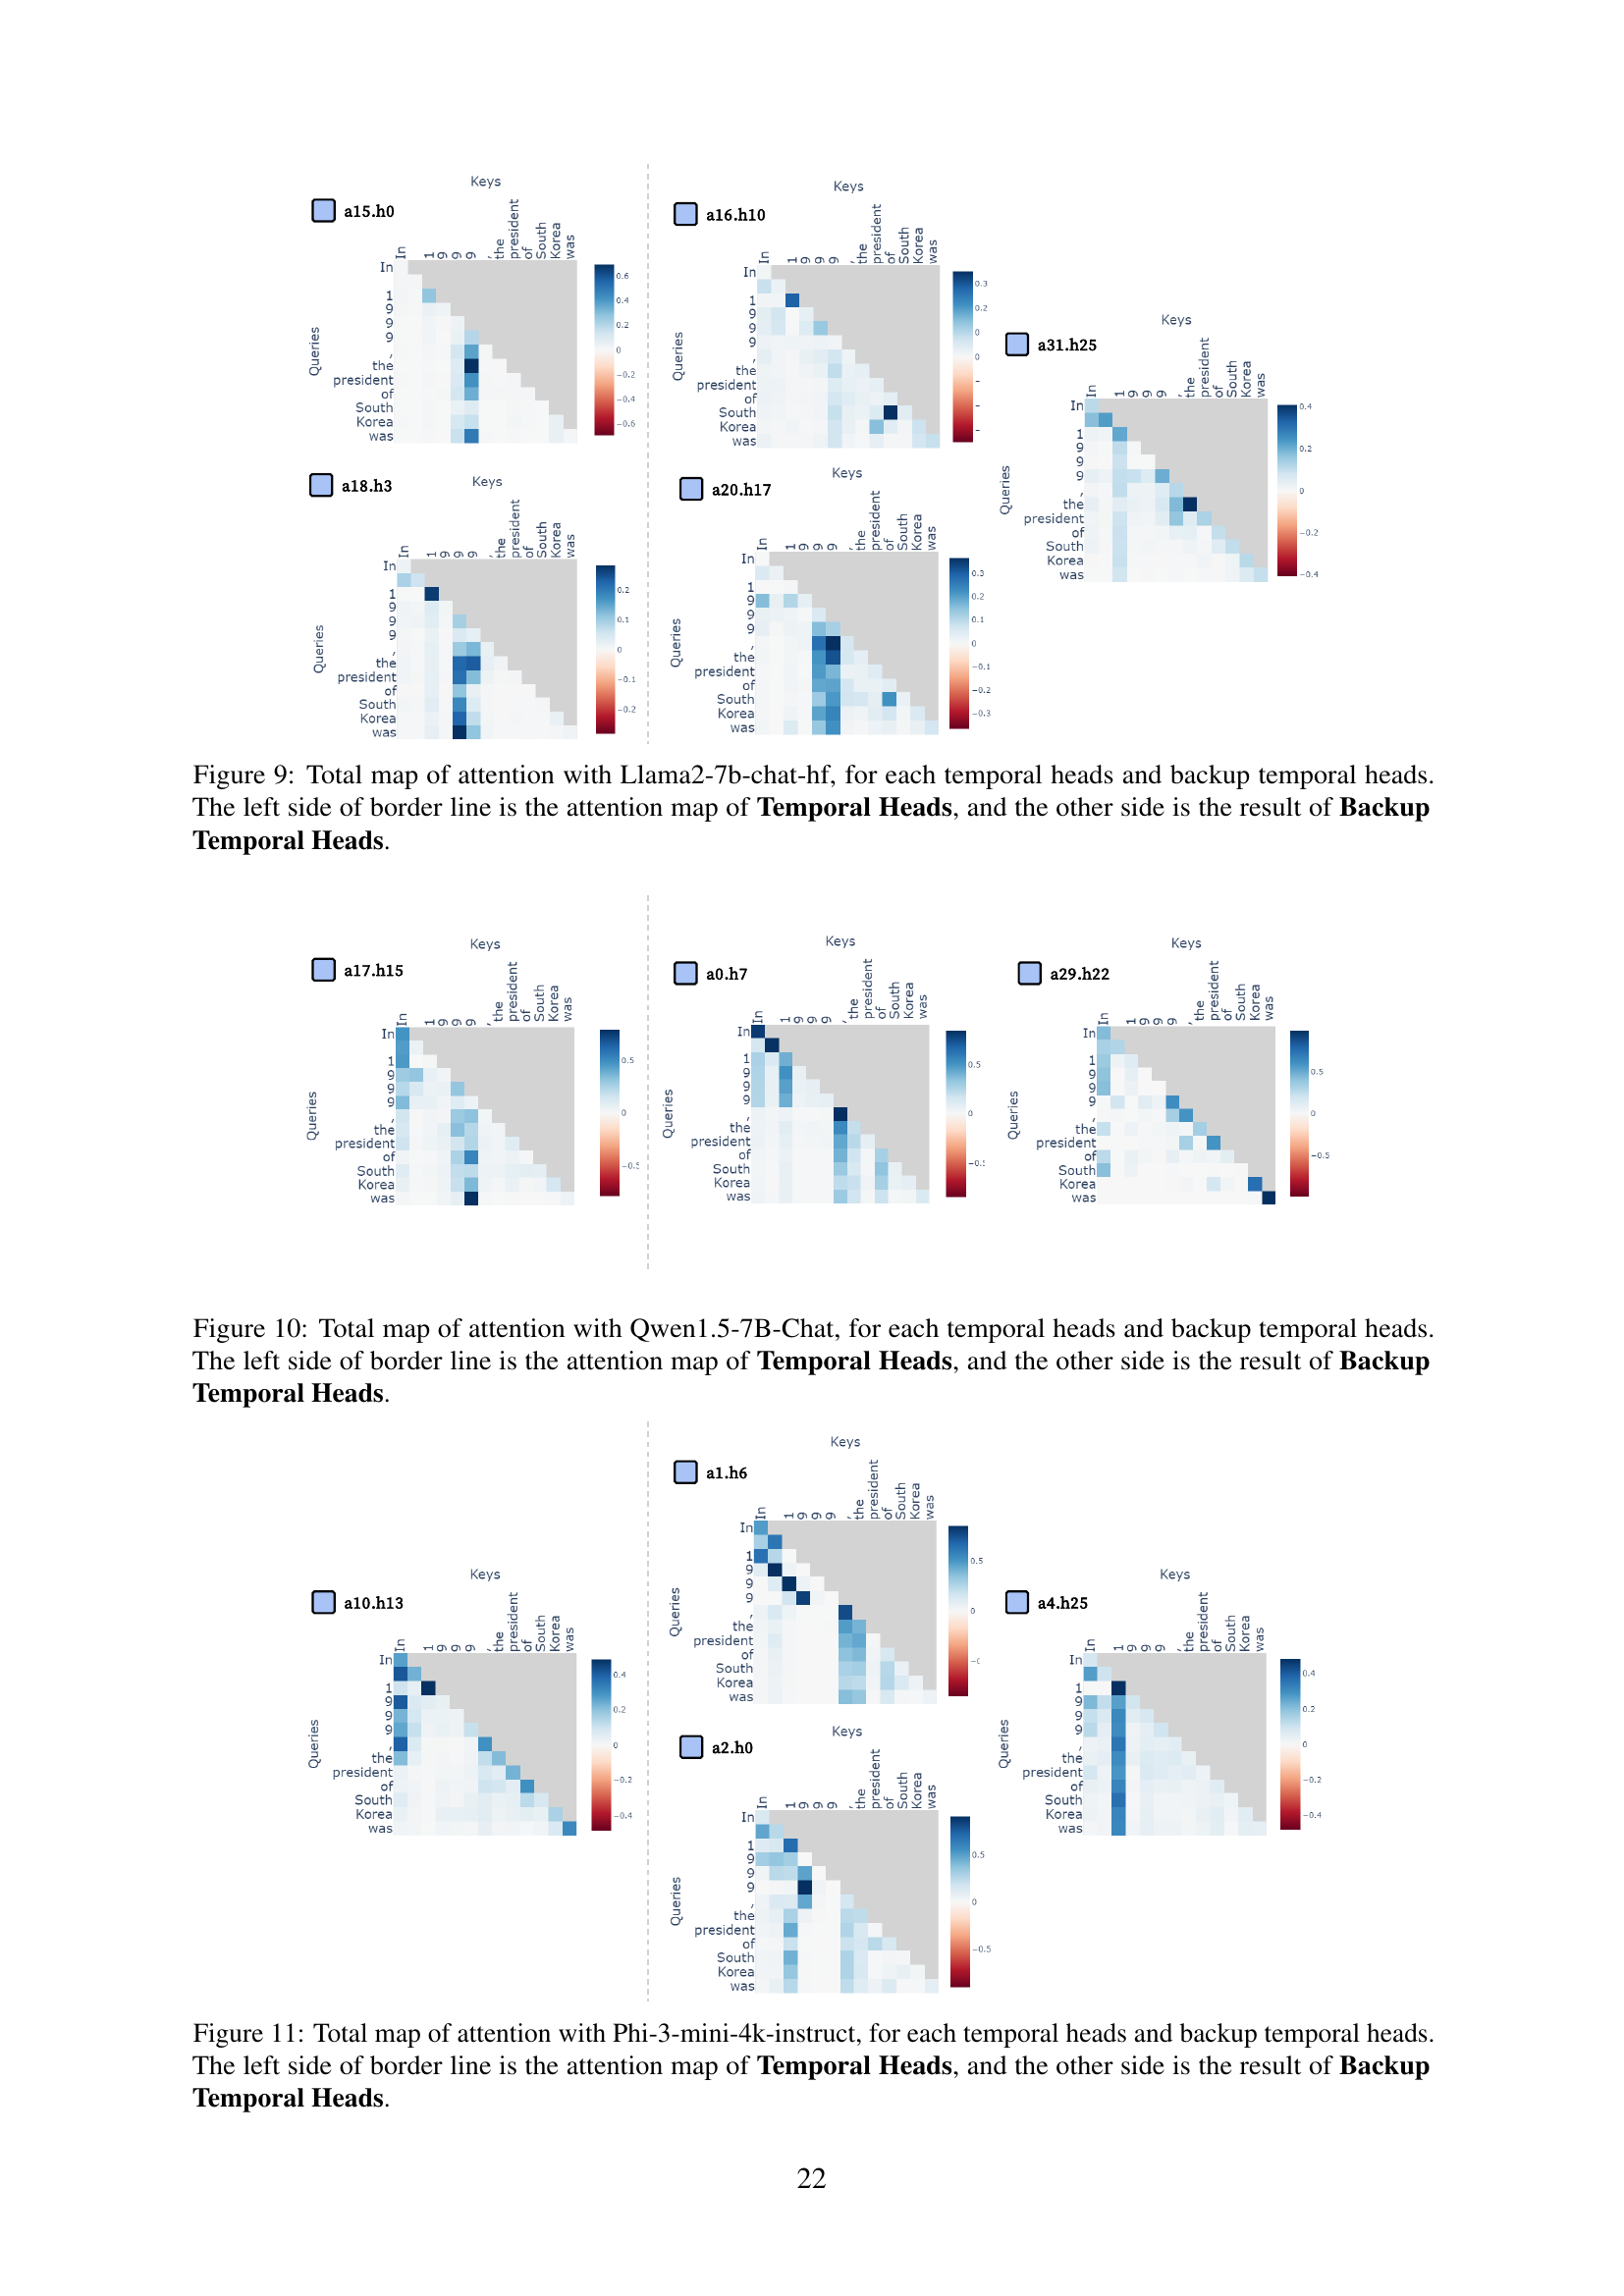 Keys
a15.h0
In 1 9 9 9 , the president of South Korea was
In
1
9
9
9
,
the
president
of
South
Korea
was
Queries
0.6
0.4
0.2
0
−0.2
−0.4
−0.6
Keys
a18.h3
In 1 9 9 9 , the president of South Korea was
In
1
9
9
9
,
the
president
of
South
Korea
was
Queries
0.2
0.1
0
−0.1
−0.2
Keys
a16.h10
In 1 9 9 9 , the president of South Korea was
In
1
9
9
9
,
the
president
of
South
Korea
was
Queries
0.3
0.2
0
0
–
–
–
Keys
a20.h17
In 1 9 9 9 , the president of South Korea was
In
1
9
9
9
,
the
president
of
South
Korea
was
Queries
0.3
0.2
0.1
0
−0.1
−0.2
−0.3
Keys
a31.h25
In 1 9 9 9 , the president of South Korea was
In
1
9
9
9
,
the
president
of
South
Korea
was
Queries
0.4
0.2
0
−0.2
−0.4
Figure 9: Total map of attention with Llama2-7b-chat-hf, for each temporal heads and backup temporal heads.
The left side of border line is the attention map of Temporal Heads, and the other side is the result of Backup
Temporal Heads.
Keys
a17.h15
In 1 9 9 9 , the president of South Korea was
In
1
9
9
9
,
the
president
of
South
Korea
was
Queries
0.5
0
−0.5
Keys
a0.h7
In 1 9 9 9 , the president of South Korea was
In
1
9
9
9
,
the
president
of
South
Korea
was
Queries
0.5
0
−0.5
Keys
a29.h22
In 1 9 9 9 , the president of South Korea was
In
1
9
9
9
,
the
president
of
South
Korea
was
Queries
0.5
0
−0.5
Figure 10: Total map of attention with Qwen1.5-7B-Chat, for each temporal heads and backup temporal heads.
The left side of border line is the attention map of Temporal Heads, and the other side is the result of Backup
Temporal Heads.
Keys
a10.h13
In 1 9 9 9 , the president of South Korea was
In
1
9
9
9
,
the
president
of
South
Korea
was
Queries
0.4
0.2
0
−0.2
−0.4
Keys
a1.h6
In 1 9 9 9 , the president of South Korea was
In
1
9
9
9
,
the
president
of
South
Korea
was
Queries
0.5
0
Keys
a2.h0
In 1 9 9 9 , the president of South Korea was
In
1
9
9
9
,
the
president
of
South
Korea
was
Queries
0.5
0
−0.5
Keys
a4.h25
In 1 9 9 9 , the president of South Korea was
In
1
9
9
9
,
the
president
of
South
Korea
was
Queries
0.4
0.2
0
−0.2
−0.4
Figure 11: Total map of attention with Phi-3-mini-4k-instruct, for each temporal heads and backup temporal heads.
The left side of border line is the attention map of Temporal Heads, and the other side is the result of Backup
Temporal Heads.
22